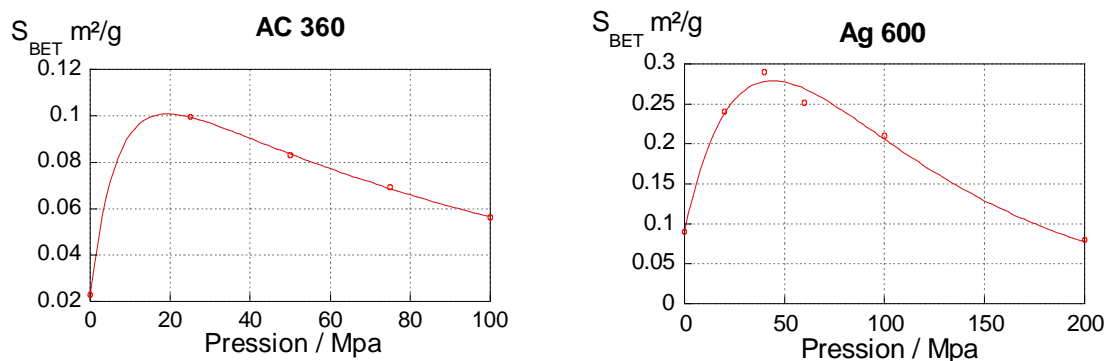 S_BET m²/g
AC 360
0.12
0.1
0.08
0.06
0.04
0.02
0 20 40 60 80 100
Pression / Mpa
S_BET m²/g
Ag 600
0.3
0.25
0.2
0.15
0.1
0.05
0
0 50 100 150 200
Pression / Mpa